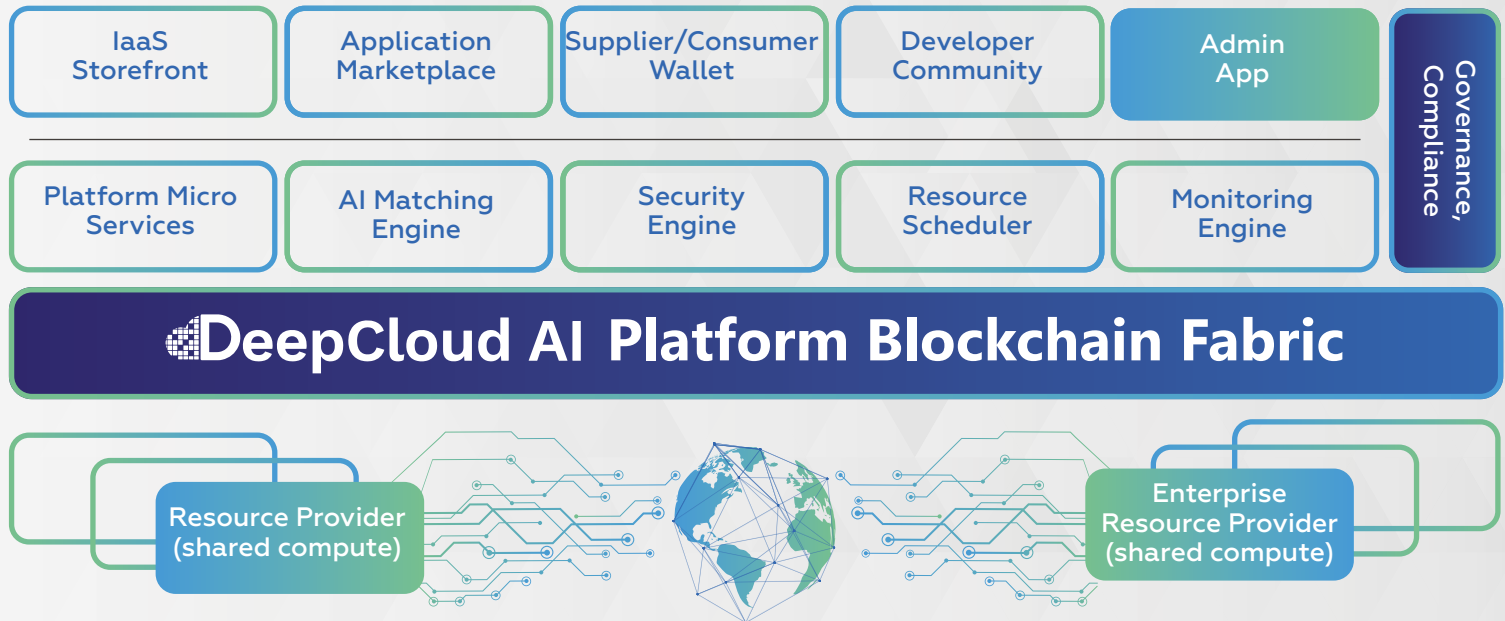 IaaS
Storefront
Application
Marketplace
Supplier/Consumer
Wallet
Developer
Community
Admin
App
Governance,
Compliance
Platform Micro
Services
AI Matching
Engine
Security
Engine
Resource
Scheduler
Monitoring
Engine
DeepCloud AI Platform Blockchain Fabric
Resource Provider
(shared compute)
Enterprise
Resource Provider
(shared compute)